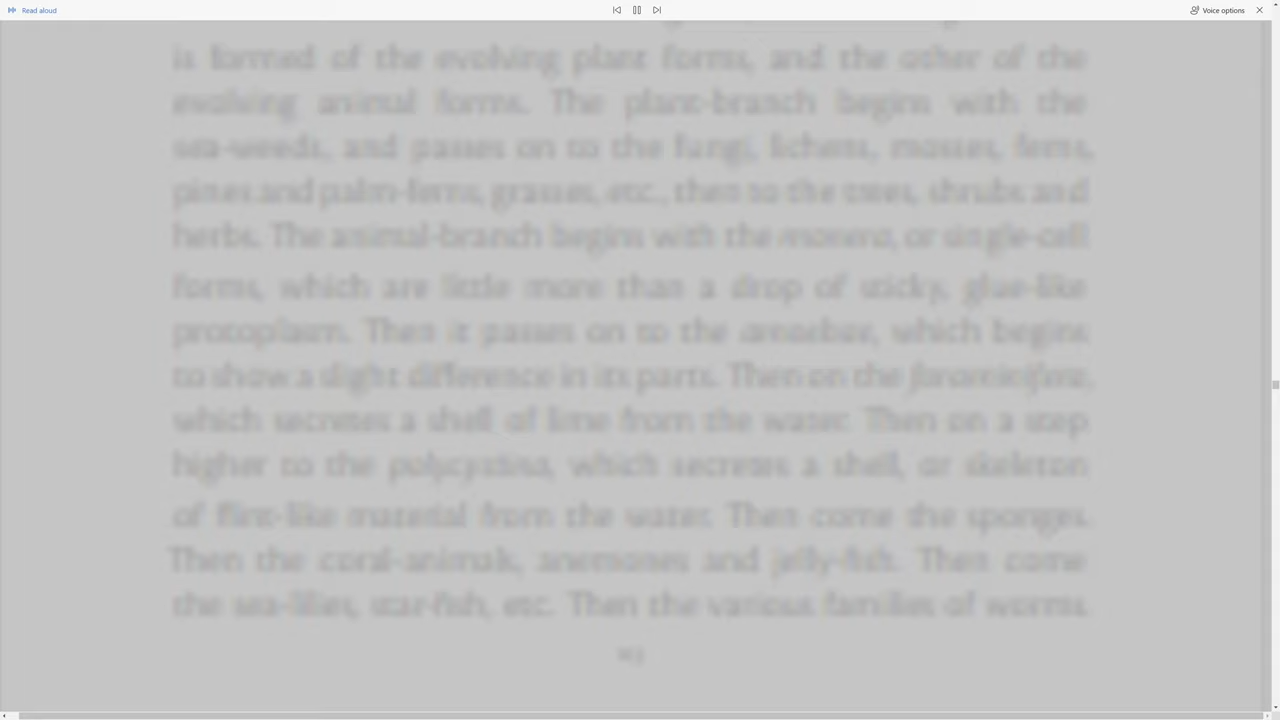 Read aloud
Voice options
is formed of the evolving plant forms, and the other of the
evolving animal forms. The plant-branch begins with the
sea-weeds, and passes on to the fungi, lichens, mosses, ferns,
pines and palm-ferns, grasses, etc., then to the trees, shrubs and
herbs. The animal-branch begins with the monera, or single-cell
forms, which are little more than a drop of sticky, glue-like
protoplasm. Then it passes on to the amoebae, which begins
to show a slight difference in its parts. Then on the foraminifera,
which secretes a shell of lime from the water. Then on a step
higher to the polycystina, which secretes a shell, or skeleton
of flint-like material from the water. Then come the sponges.
Then the coral-animals, anemones and jelly-fish. Then come
the sea-lilies, star-fish, etc. Then the various families of worms.